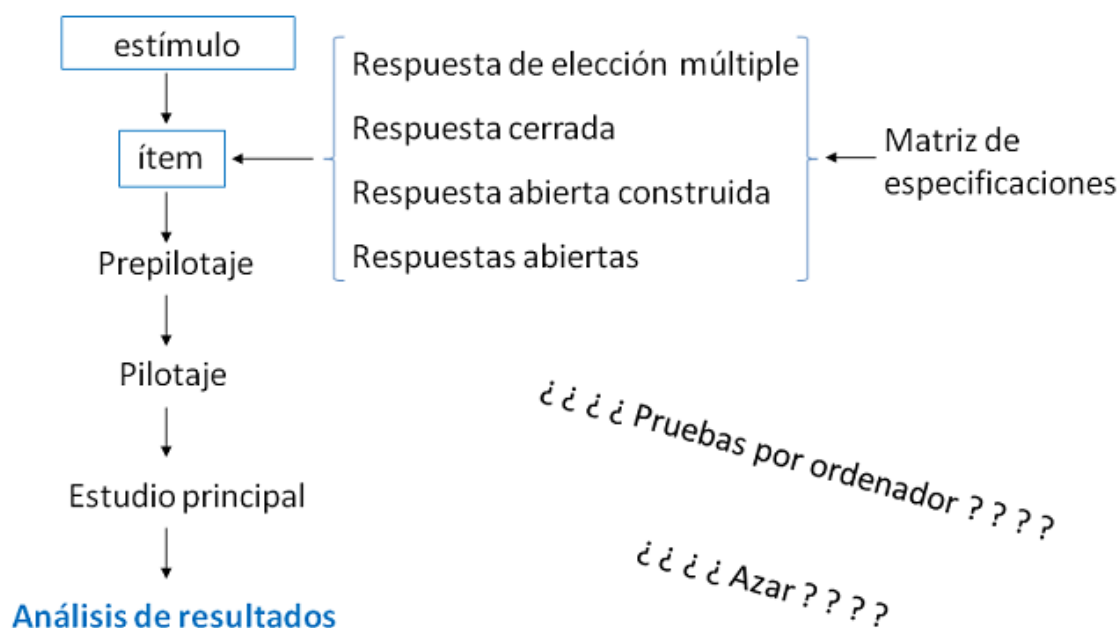 estímulo
ítem
Prepilotaje
Pilotaje
Estudio principal
Análisis de resultados
Respuesta de elección múltiple
Respuesta cerrada
Respuesta abierta construida
Respuestas abiertas
Matriz de
especificaciones
¿ ¿ ¿ ¿ Pruebas por ordenador ? ? ? ?
¿ ¿ ¿ ¿ Azar ? ? ? ?